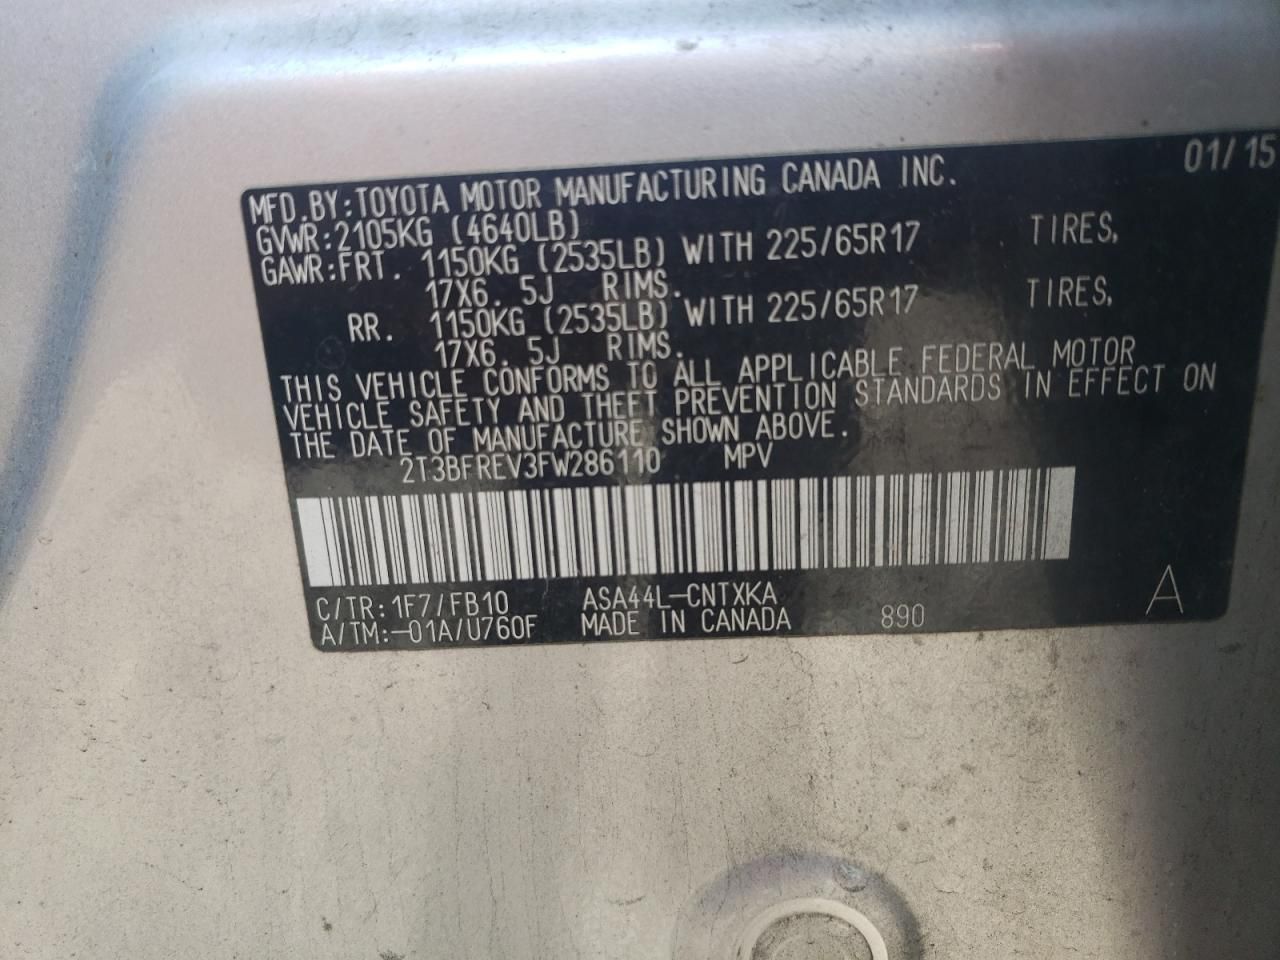 01/15
MFD.BY:TOYOTA MOTOR MANUFACTURING CANADA INC.
GVWR:2105KG (4640LB)
GAWR:FRT. 1150KG (2535LB) WITH 225/65R17 TIRES,
17X6. 5J RIMS.
RR. 1150KG (2535LB) WITH 225/65R17 TIRES,
17X6. 5J RIMS.
THIS VEHICLE CONFORMS TO ALL APPLICABLE FEDERAL MOTOR
VEHICLE SAFETY AND THEFT PREVENTION STANDARDS IN EFFECT ON
THE DATE OF MANUFACTURE SHOWN ABOVE.
2T3BFREV3FW286110 MPV
C/TR:1F7/FB10 ASA44L-CNTXKA
A/TM:-01A/U760F MADE IN CANADA 890 A